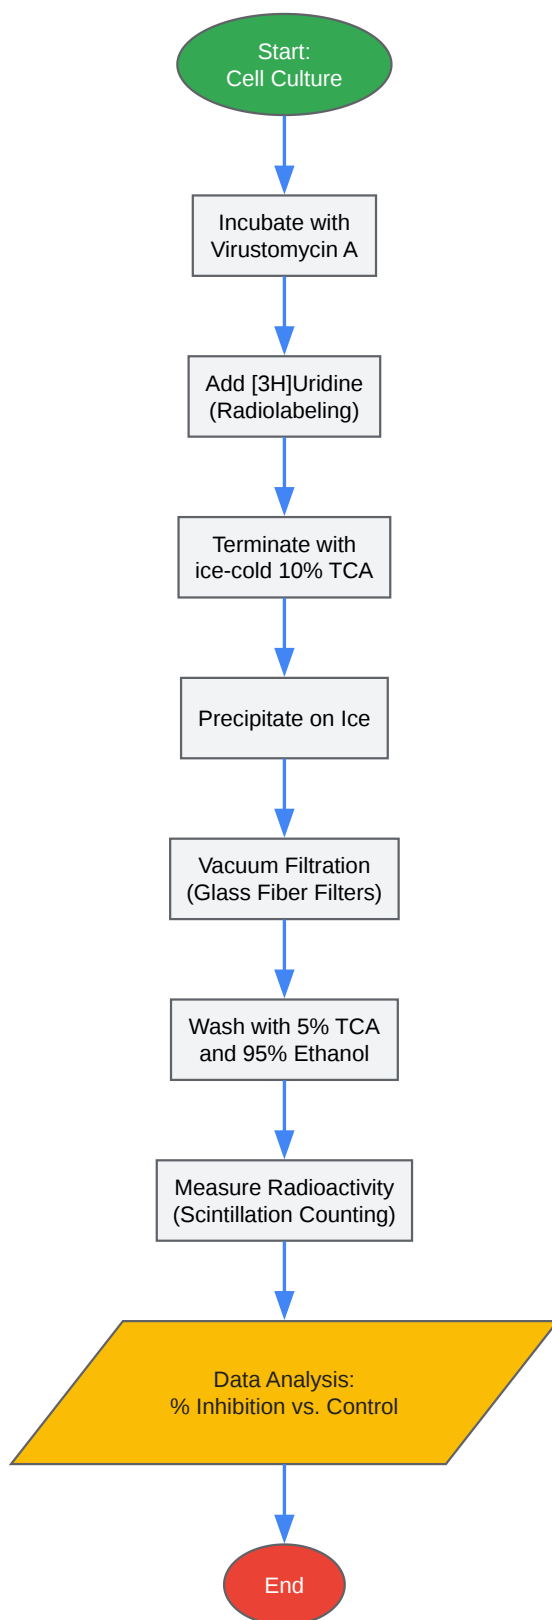 Start:
Cell Culture
Incubate with
Virustomycin A
Add [3H]Uridine
(Radiolabeling)
Terminate with
ice-cold 10% TCA
Precipitate on Ice
Vacuum Filtration
(Glass Fiber Filters)
Wash with 5% TCA
and 95% Ethanol
Measure Radioactivity
(Scintillation Counting)
Data Analysis:
% Inhibition vs. Control
End